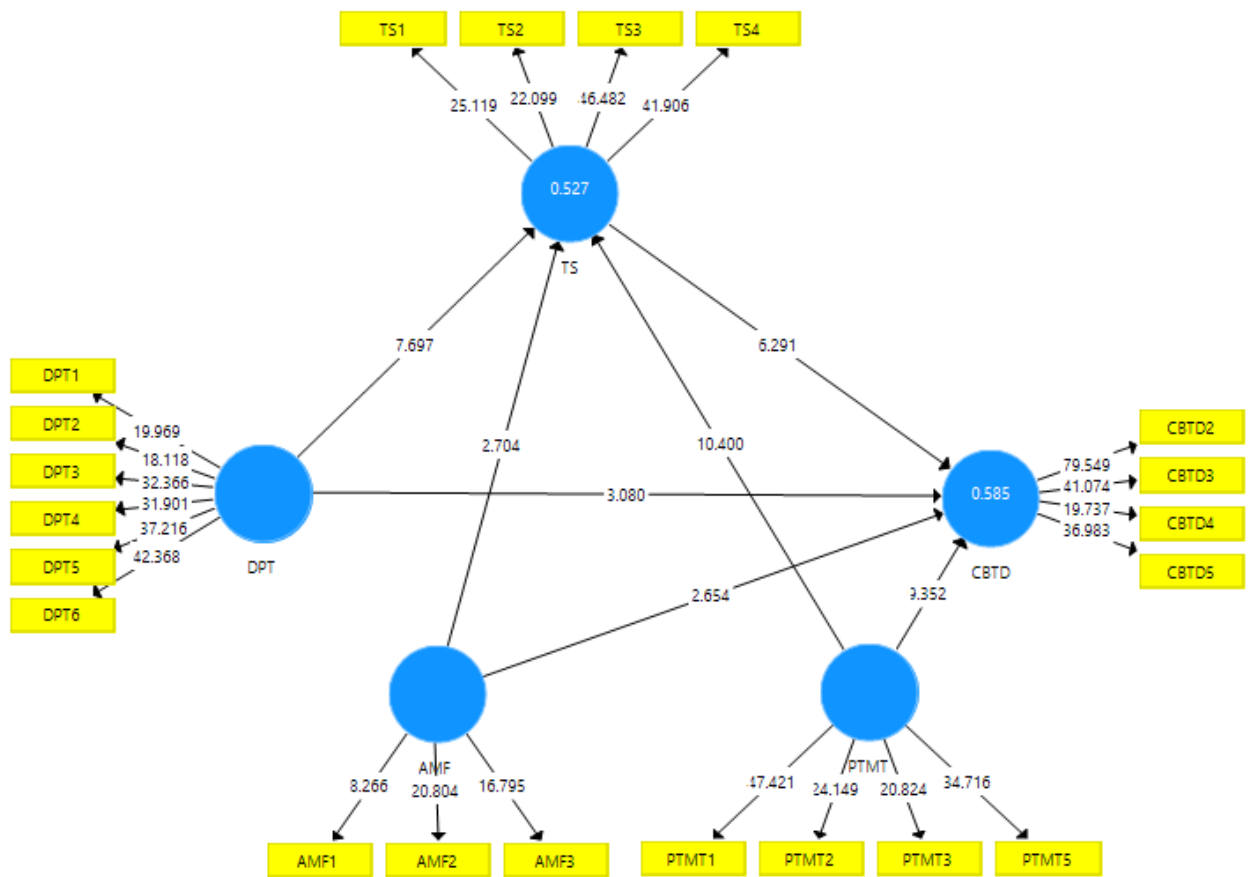 TS1 TS2 TS3 TS4
25.119 22.099 46.482 41.906
0.527
TS
7.697
6.291
DPT1
DPT2
DPT3
DPT4
DPT5
DPT6
19.969
18.118
32.366
31.901
37.216
42.368
DPT
2.704
10.400
3.080
0.585
CBTD
79.549
41.074
19.737
36.983
CBTD2
CBTD3
CBTD4
CBTD5
2.654
9.352
AMF
PTMT
8.266 20.804 16.795
47.421 24.149 20.824 34.716
AMF1 AMF2 AMF3
PTMT1 PTMT2 PTMT3 PTMT5